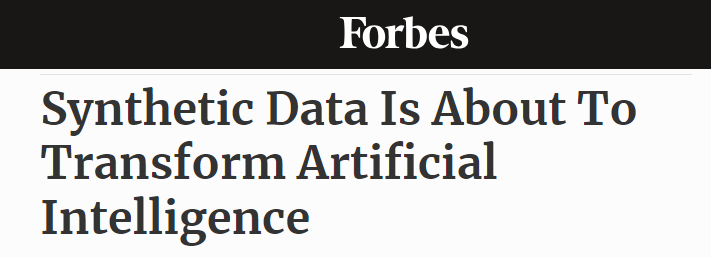 Forbes
Synthetic Data Is About To
Transform Artificial
Intelligence